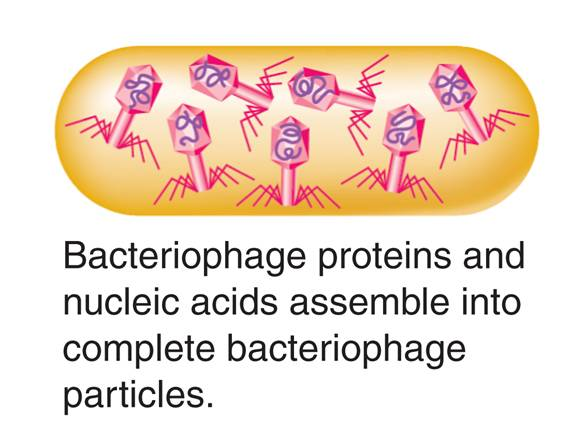 Bacteriophage proteins and
nucleic acids assemble into
complete bacteriophage
particles.